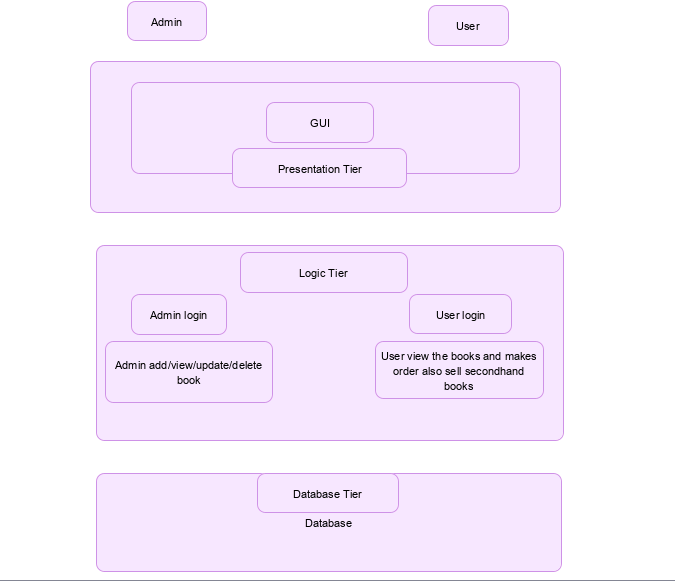 Admin
User
GUI
Presentation Tier
Logic Tier
Admin login
User login
Admin add/view/update/delete
book
User view the books and makes
order also sell secondhand
books
Database Tier
Database